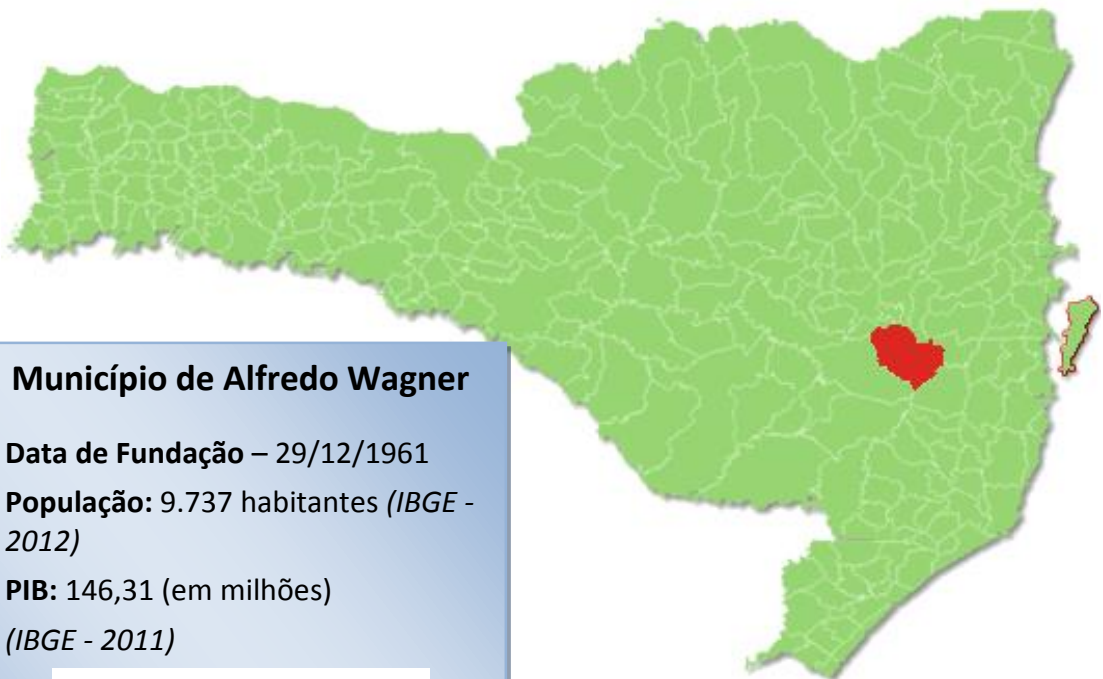 Município de Alfredo Wagner
Data de Fundação – 29/12/1961
População: 9.737 habitantes (IBGE -
2012)
PIB: 146,31 (em milhões)
(IBGE - 2011)